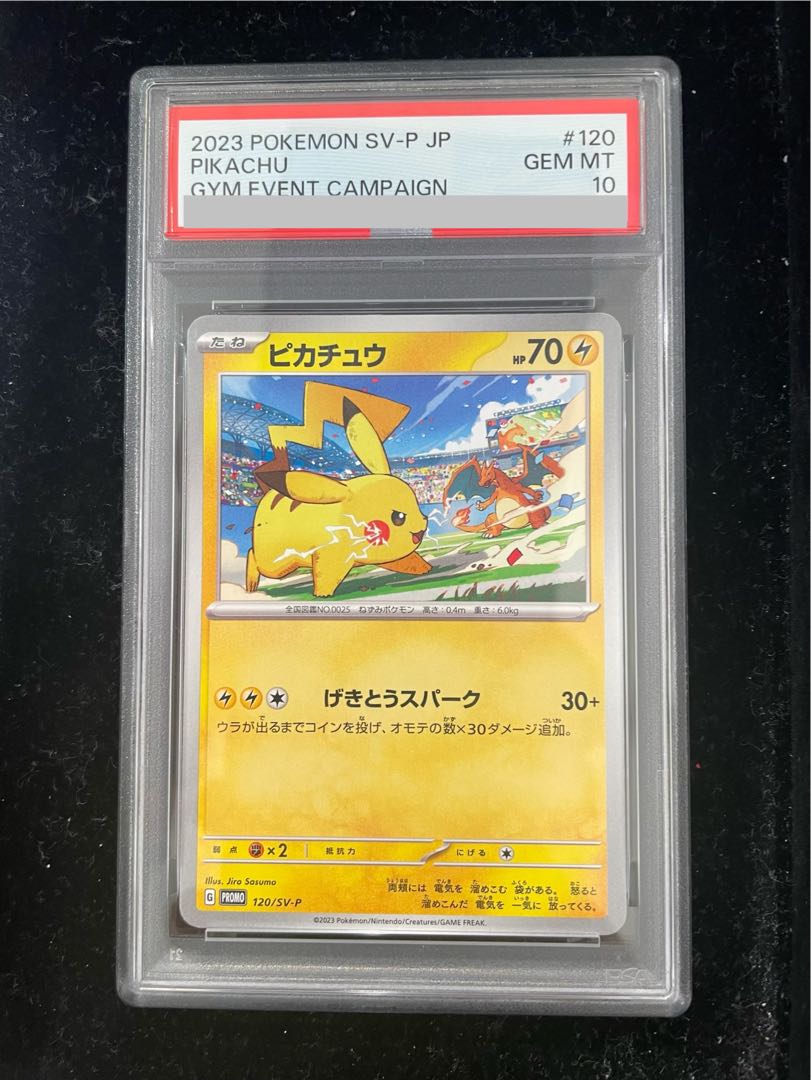 2023 POKEMON SV-P JP #120
PIKACHU GEM MT
GYM EVENT CAMPAIGN 10
たね ピカチュウ HP70
全国図鑑NO.0025 ねずみポケモン 高さ:0.4m 重さ:6.0kg
げきとうスパーク 30+
ウラが出るまでコインを投げ、オモテの数×30ダメージ追加。
弱点 ×2 抵抗力 にげる
Illus. Jiro Sasumo
両頬には 電気を 溜めこむ 袋がある。 怒ると
溜めこんだ 電気を 一気に 放ってくる。
G PROMO 120/SV-P
©2023 Pokémon/Nintendo/Creatures/GAME FREAK.
PSA